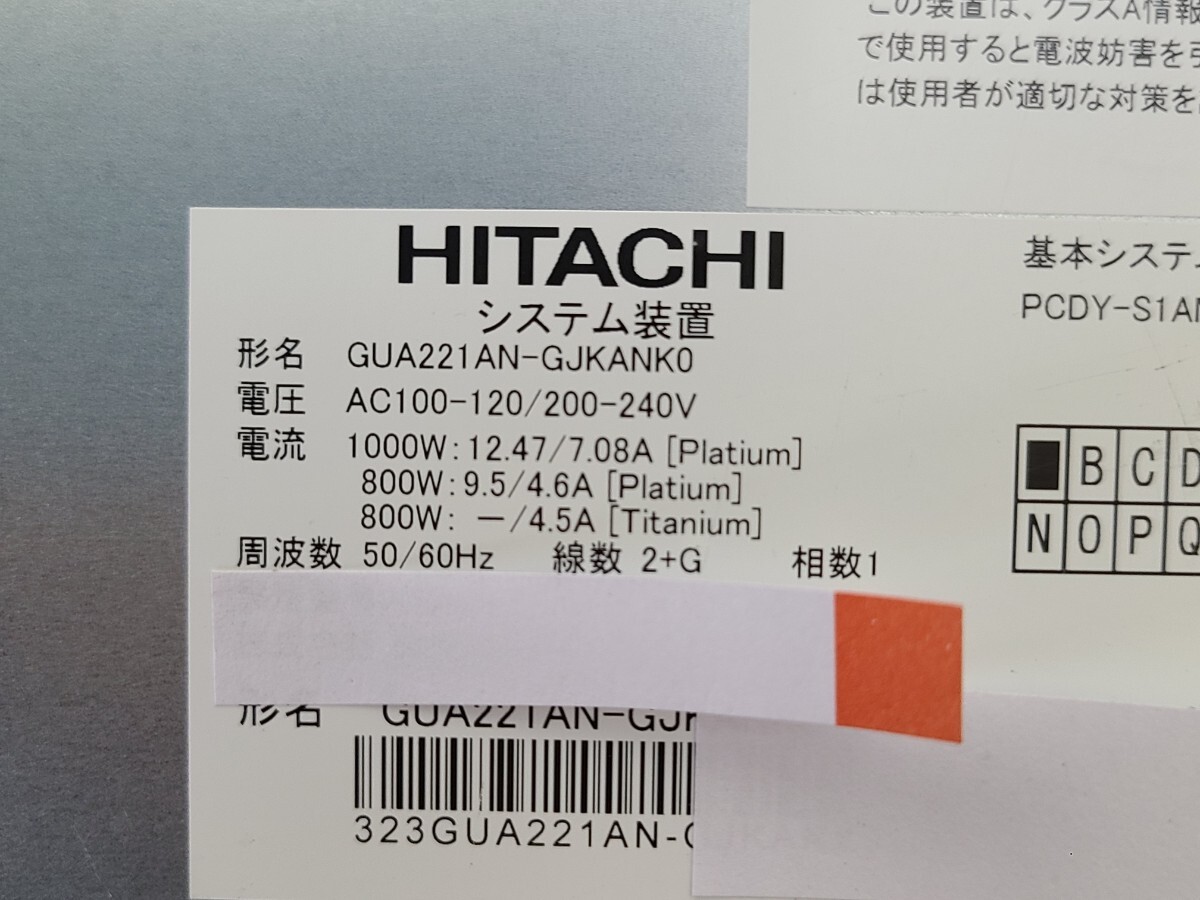 この装置は、クラスA情報
で使用すると電波妨害を引
は使用者が適切な対策を
HITACHI
システム装置
形名 GUA221AN-GJKANK0
電圧 AC100-120/200-240V
電流 1000W:12.47/7.08A [Platium]
800W:9.5/4.6A [Platium]
800W: －/4.5A [Titanium]
周波数 50/60Hz 線数 2+G 相数1
基本システ
PCDY-S1AN
B C D
N O P Q
形名 GUA221AN-GJK
323GUA221AN-G